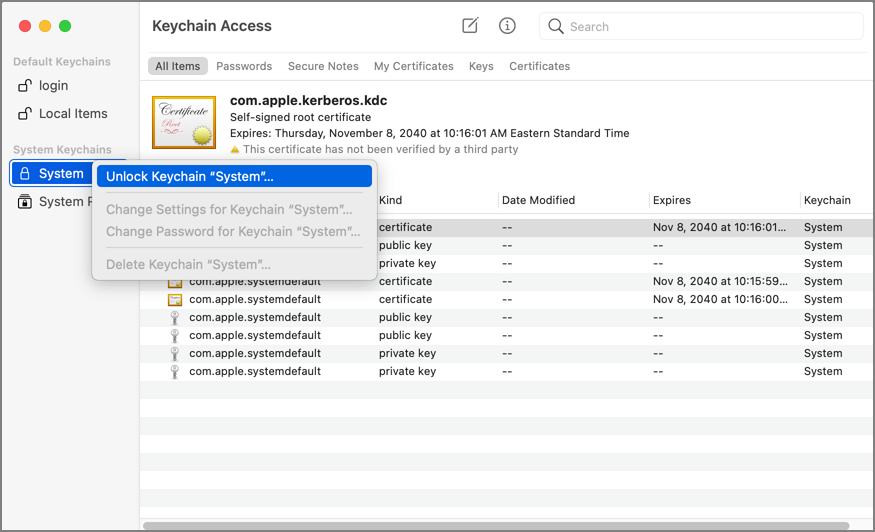 Keychain Access
Search
Default Keychains
login
Local Items
System Keychains
System
System R
All Items
Passwords
Secure Notes
My Certificates
Keys
Certificates
Certificate
Root
com.apple.kerberos.kdc
Self-signed root certificate
Expires: Thursday, November 8, 2040 at 10:16:01 AM Eastern Standard Time
This certificate has not been verified by a third party
Unlock Keychain “System”...
Change Settings for Keychain “System”...
Change Password for Keychain “System”...
Delete Keychain “System”...
Kind Date Modified Expires Keychain
certificate -- Nov 8, 2040 at 10:16:01... System
public key -- -- System
private key -- -- System
com.apple.systemdefault certificate -- Nov 8, 2040 at 10:15:59... System
com.apple.systemdefault certificate -- Nov 8, 2040 at 10:16:00... System
com.apple.systemdefault public key -- -- System
com.apple.systemdefault public key -- -- System
com.apple.systemdefault private key -- -- System
com.apple.systemdefault private key -- -- System